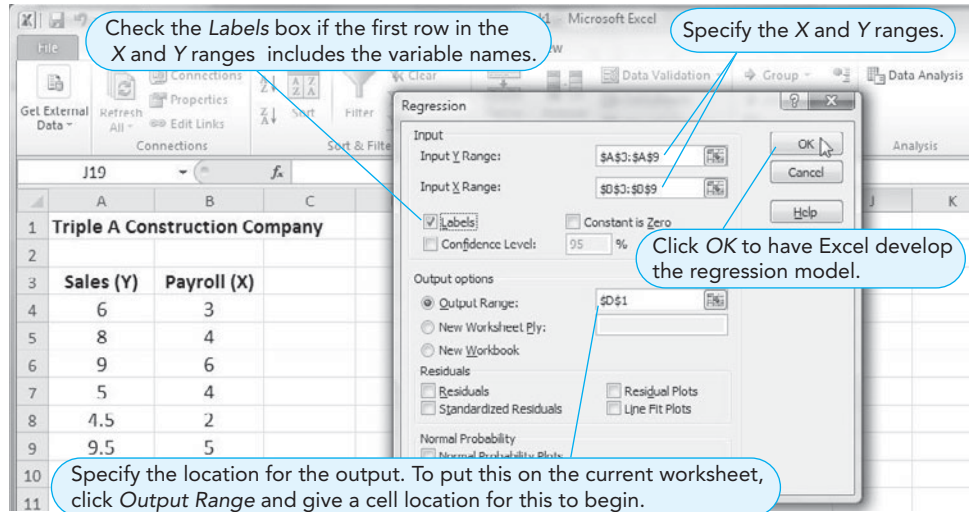 Check the Labels box if the first row in the
X and Y ranges includes the variable names.
Microsoft Excel
Specify the X and Y ranges.
File
Connections
Properties
Edit Links
Get External
Data
Refresh
All
Connections
Sort
Filter
Clear
Sort & Filte
Data Validation
Group
Data Analysis
Analysis
J19
fx
A B C J K
1 Triple A Construction Company
2
3 Sales (Y) Payroll (X)
4 6 3
5 8 4
6 9 6
7 5 4
8 4.5 2
9 9.5 5
10
11
Regression
Input
Input Y Range: $A$3:$A$9
Input X Range: $B$3:$B$9
Labels Constant is Zero
Confidence Level: 95 %
OK
Cancel
Help
Click OK to have Excel develop
the regression model.
Output options
Output Range: $D$1
New Worksheet Ply:
New Workbook
Residuals
Residuals Residual Plots
Standardized Residuals Line Fit Plots
Normal Probability
Normal Probability Plots
Specify the location for the output. To put this on the current worksheet,
click Output Range and give a cell location for this to begin.